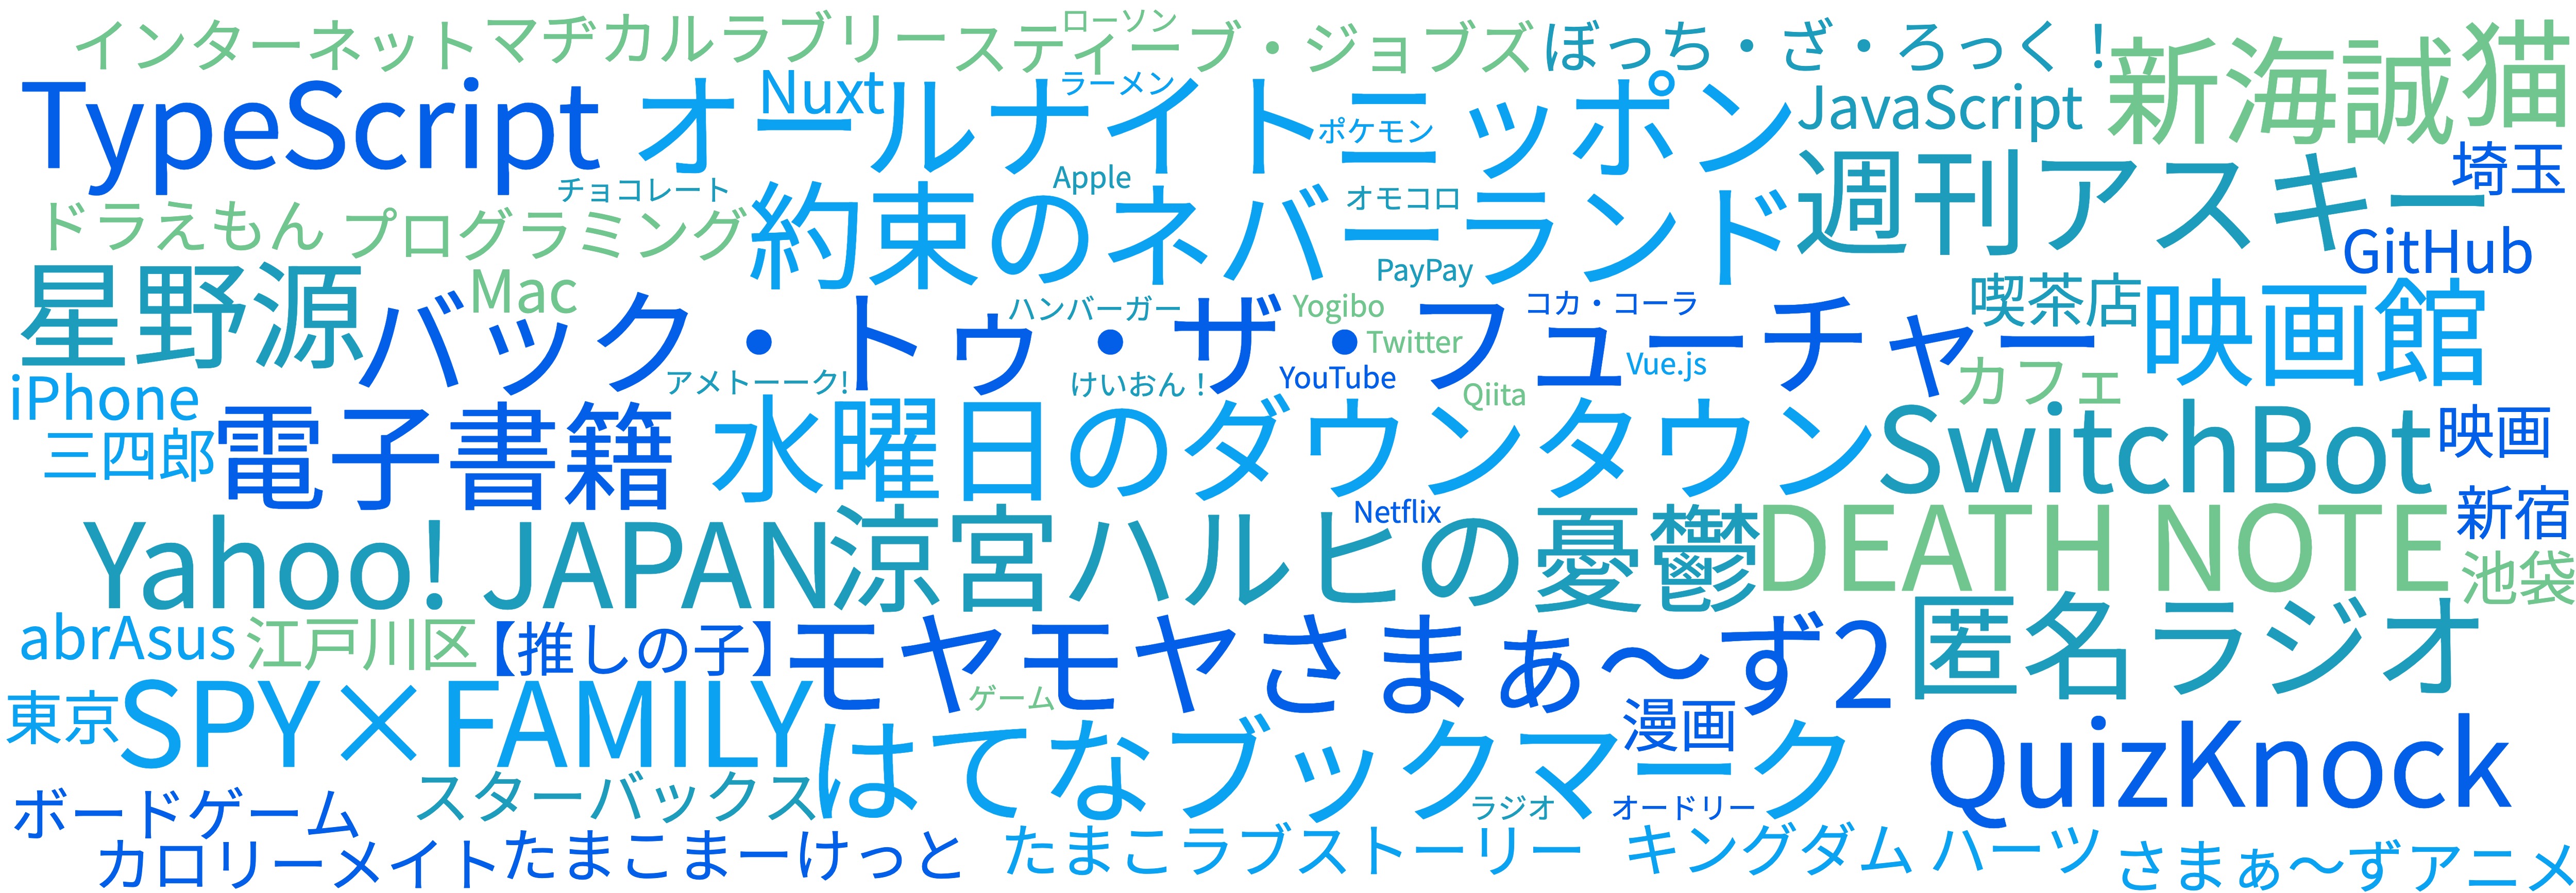 インターネット
マヂカルラブリー
スティーブ・ジョブズ
ローソン
ぼっち・ざ・ろっく！
新海誠
猫
TypeScript
オールナイトニッポン
Nuxt
ラーメン
ポケモン
JavaScript
埼玉
チョコレート
Apple
オモコロ
週刊アスキー
ドラえもん
プログラミング
約束のネバーランド
PayPay
GitHub
星野源
Mac
バック・トゥ・ザ・フューチャー
ハンバーガー
Yogibo
コカ・コーラ
喫茶店
映画館
Twitter
Vue.js
iPhone
アメトーーク!
けいおん！
YouTube
Qiita
カフェ
三四郎
電子書籍
水曜日のダウンタウン
SwitchBot
映画
Netflix
新宿
Yahoo! JAPAN
涼宮ハルヒの憂鬱
DEATH NOTE
池袋
abrAsus
江戸川区
【推しの子】
モヤモヤさまぁ〜ず2
匿名ラジオ
東京
SPY×FAMILY
ゲーム
はてなブックマーク
漫画
QuizKnock
ボードゲーム
スターバックス
ラジオ
オードリー
カロリーメイト
たまこまーけっと
たまこラブストーリー
キングダム ハーツ
さまぁ〜ず
アニメ